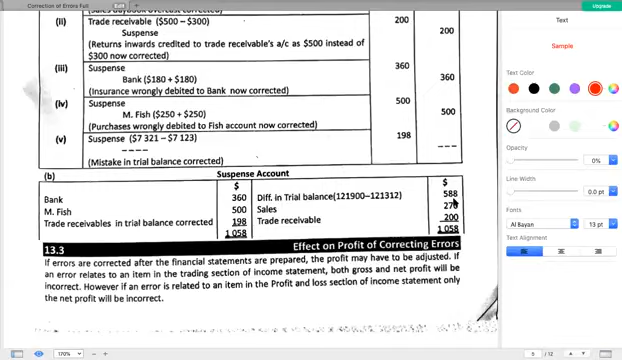 Correction of Errors Full
Edit
Upgrade
(Sales daybook overcast corrected)
(ii) Trade receivable ($500 – $300) 200
Suspense 200
(Returns inwards credited to trade receivable's a/c as $500 instead of
$300 now corrected)
(iii) Suspense 360
Bank ($180 + $180) 360
(Insurance wrongly debited to Bank now corrected)
(iv) Suspense 500
M. Fish ($250 + $250) 500
(Purchases wrongly debited to Fish account now corrected)
(v) Suspense ($7 321 – $7 123) 198
----
(Mistake in trial balance corrected)
(b) Suspense Account
$ $
Bank 360 Diff. in Trial balance(121900–121312) 588
M. Fish 500 Sales 270
Trade receivables in trial balance corrected 198 Trade receivable 200
1 058 1 058
13.3 Effect on Profit of Correcting Errors
If errors are corrected after the financial statements are prepared, the profit may have to be adjusted. If
an error relates to an item in the trading section of income statement, both gross and net profit will be
incorrect. However if an error is related to an item in the Profit and loss section of income statement only
the net profit will be incorrect.
Text
Sample
Text Color
Background Color
Opacity
0%
Line Width
0.0 pt
Fonts
Al Bayan
13 pt
Text Alignment
170%
5 / 12